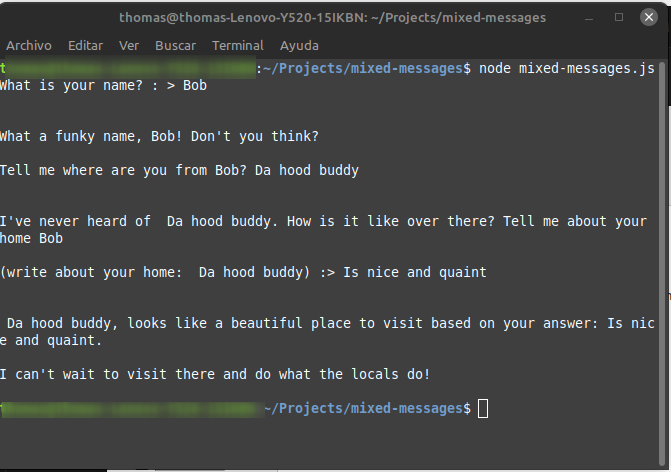 thomas@thomas-Lenovo-Y520-15IKBN: ~/Projects/mixed-messages
Archivo Editar Ver Buscar Terminal Ayuda
:~/Projects/mixed-messages$ node mixed-messages.js
What is your name? : > Bob
What a funky name, Bob! Don't you think?
Tell me where are you from Bob? Da hood buddy
I've never heard of  Da hood buddy. How is it like over there? Tell me about your
home Bob
(write about your home:  Da hood buddy) :> Is nice and quaint
Da hood buddy, looks like a beautiful place to visit based on your answer: Is nic
e and quaint.
I can't wait to visit there and do what the locals do!
~/Projects/mixed-messages$